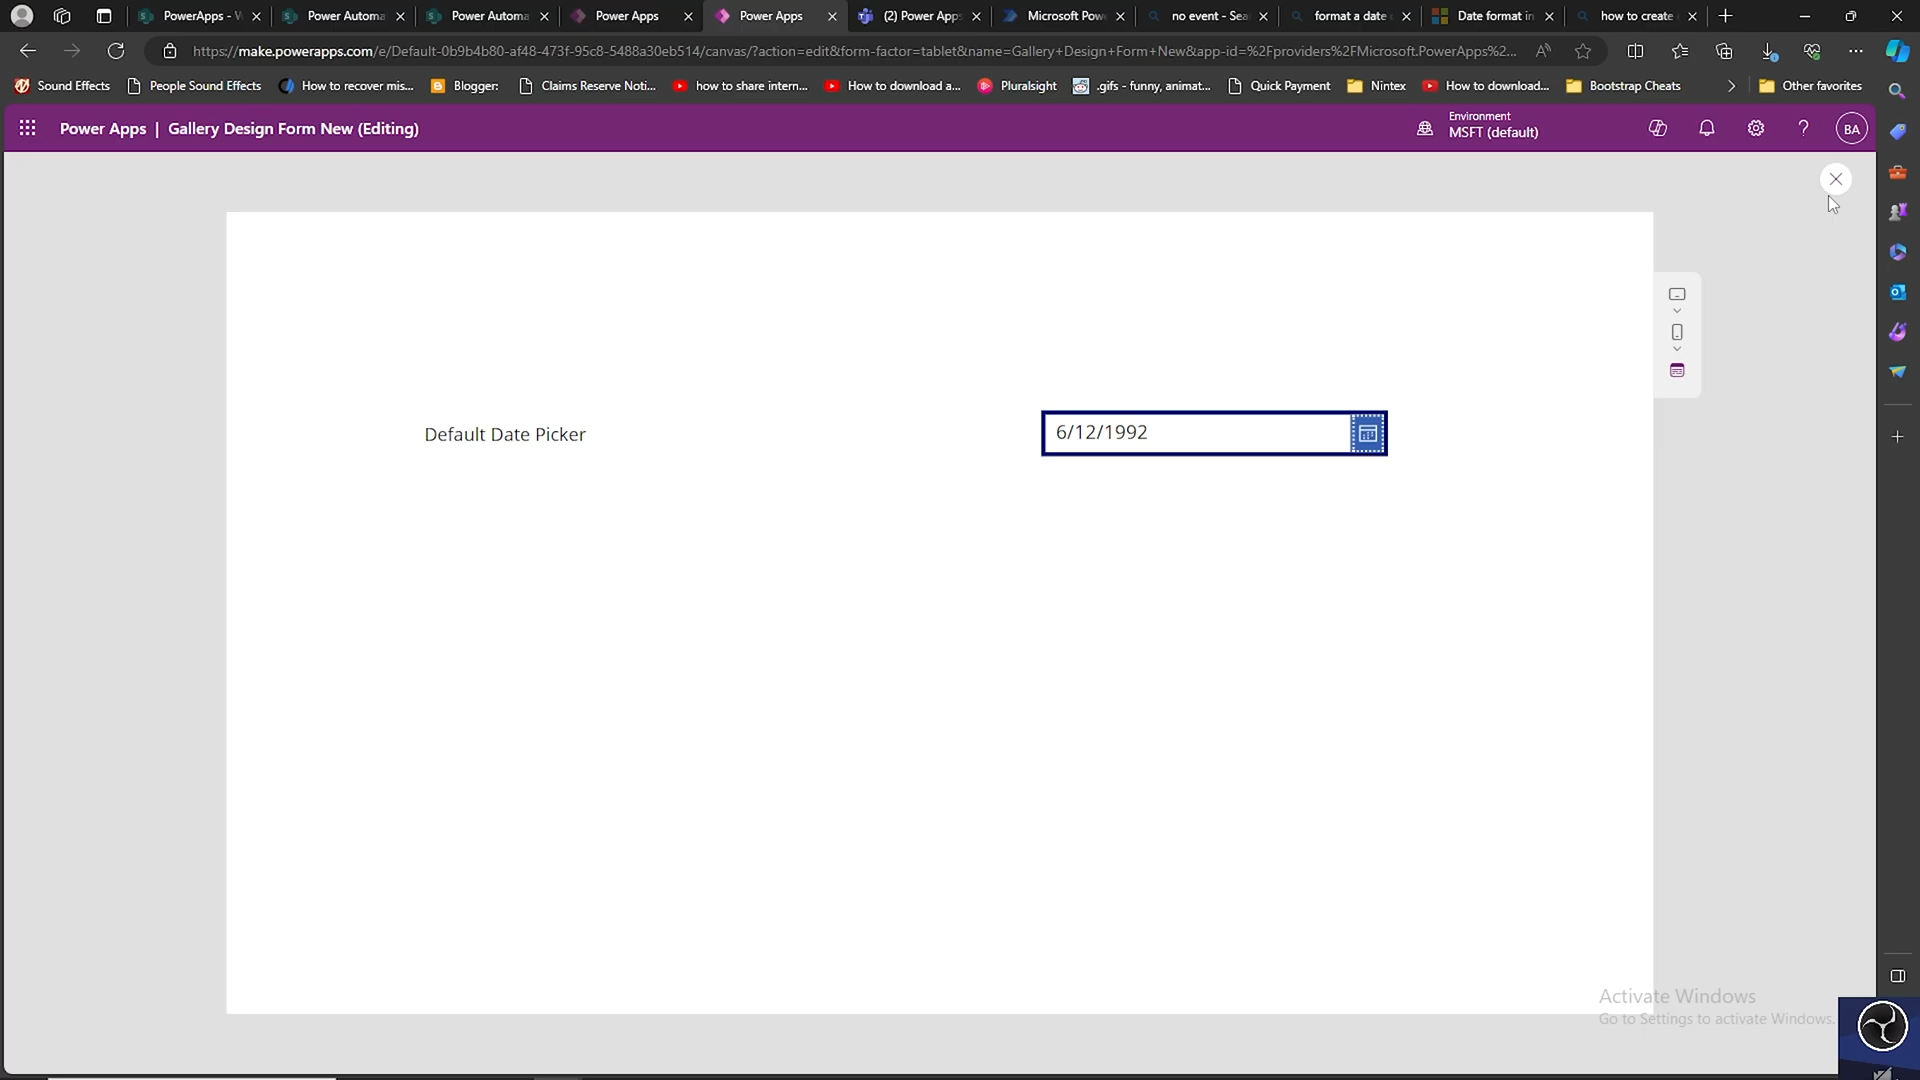 PowerApps - W
Power Automa
Power Automa
Power Apps
Power Apps
(2) Power Apps
Microsoft Pow
no event - Sea
format a date
Date format in
how to create
https://make.powerapps.com/e/Default-0b9b4b80-af48-473f-95c8-5488a30eb514/canvas/?action=edit&form-factor=tablet&name=Gallery+Design+Form+New&app-id=%2Fproviders%2FMicrosoft.PowerApps%2...
Sound Effects
People Sound Effects
How to recover mis...
Blogger:
Claims Reserve Noti...
how to share intern...
How to download a...
Pluralsight
.gifs - funny, animat...
Quick Payment
Nintex
How to download...
Bootstrap Cheats
Other favorites
Power Apps | Gallery Design Form New (Editing)
Environment
MSFT (default)
BA
Default Date Picker
6/12/1992
Activate Windows
Go to Settings to activate Windows.